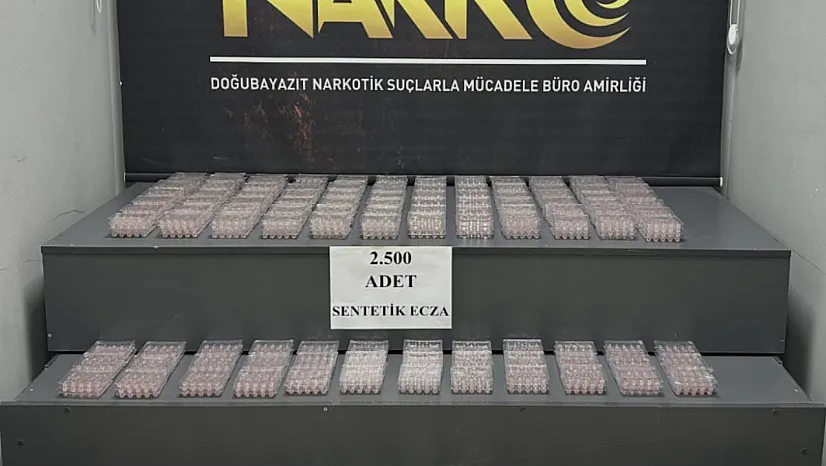 NARKO
DOĞUBAYAZIT NARKOTİK SUÇLARLA MÜCADELE BÜRO AMİRLİĞİ
2.500
ADET
SENTETİK ECZA